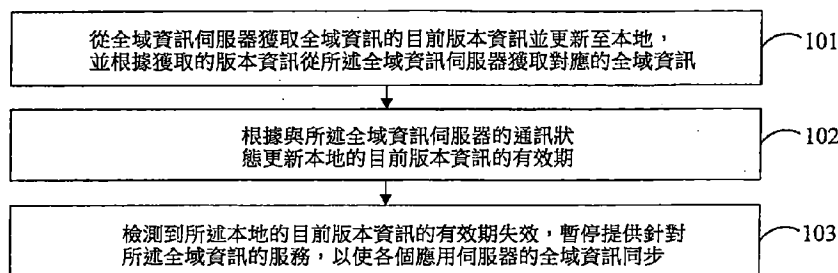 從全域資訊伺服器獲取全域資訊的目前版本資訊並更新至本地，
並根據獲取的版本資訊從所述全域資訊伺服器獲取對應的全域資訊
101
根據與所述全域資訊伺服器的通訊狀
態更新本地的目前版本資訊的有效期
102
檢測到所述本地的目前版本資訊的有效期失效，暫停提供針對
所述全域資訊的服務，以使各個應用伺服器的全域資訊同步
103